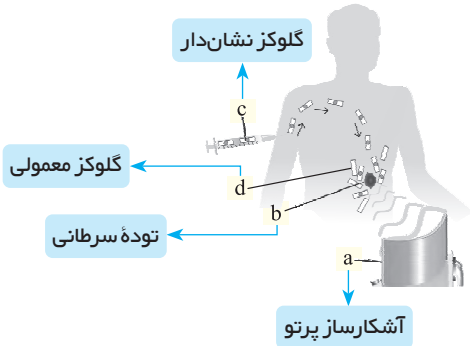 گلوکز نشان‌دار
c
گلوکز معمولی
d
b
تودهٔ سرطانی
a
آشکارساز پرتو